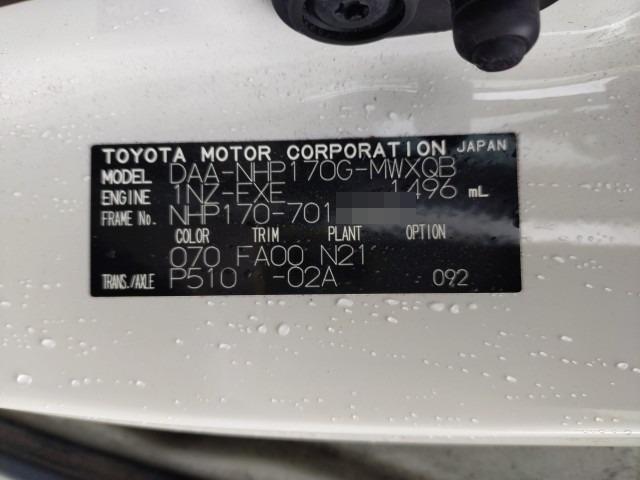 TOYOTA MOTOR CORPORATION JAPAN
MODEL DAA-NHP170G-MWXQB
ENGINE 1NZ-EXE 1496 mL
FRAME No. NHP170-701
COLOR TRIM PLANT OPTION
070 FA00 N21
TRANS./AXLE P510 -02A 092